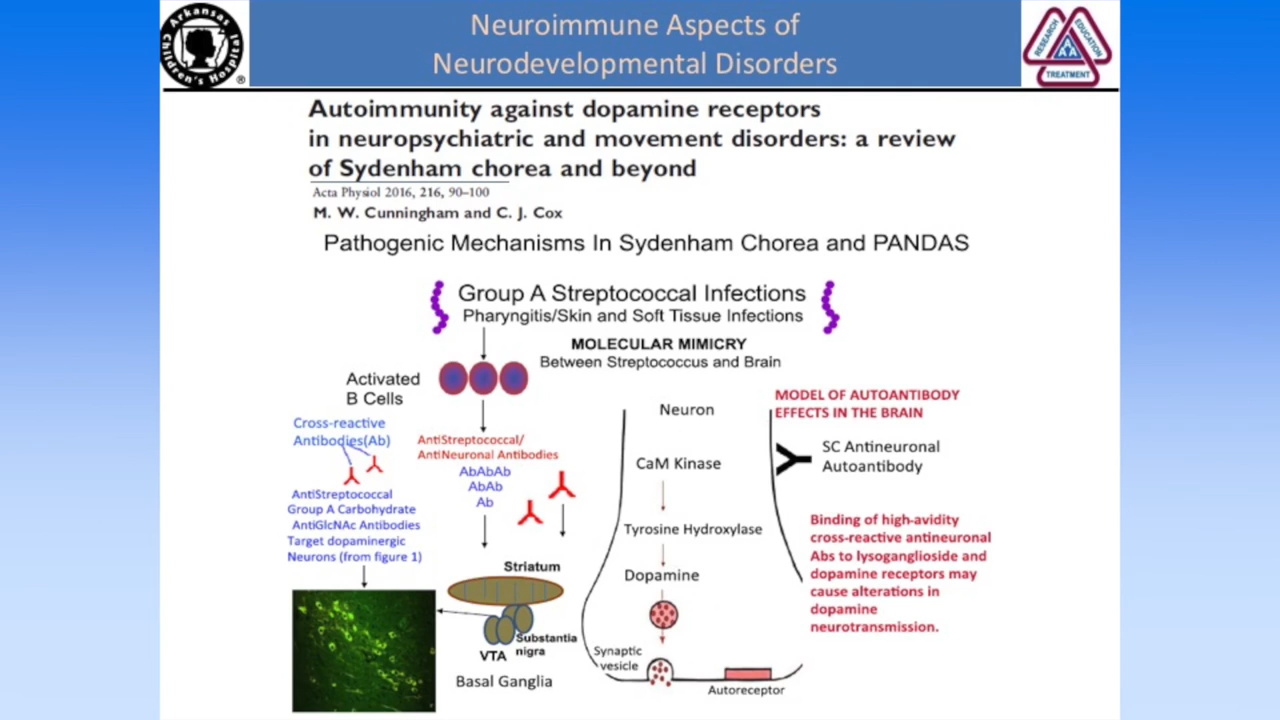 Arkansas
Children's Hospital
®
Neuroimmune Aspects of
Neurodevelopmental Disorders
RESEARCH
EDUCATION
TREATMENT
Autoimmunity against dopamine receptors
in neuropsychiatric and movement disorders: a review
of Sydenham chorea and beyond
Acta Physiol 2016, 216, 90–100
M. W. Cunningham and C. J. Cox
Pathogenic Mechanisms In Sydenham Chorea and PANDAS
Group A Streptococcal Infections
Pharyngitis/Skin and Soft Tissue Infections
MOLECULAR MIMICRY
Between Streptococcus and Brain
Activated
B Cells
Cross-reactive
Antibodies(Ab)
AntiStreptococcal
Group A Carbohydrate
AntiGlcNAc Antibodies
Target dopaminergic
Neurons (from figure 1)
AntiStreptococcal/
AntiNeuronal Antibodies
AbAbAb
AbAb
Ab
Striatum
Substantia
nigra
VTA
Basal Ganglia
Neuron
CaM Kinase
Tyrosine Hydroxylase
Dopamine
Synaptic
vesicle
Autoreceptor
MODEL OF AUTOANTIBODY
EFFECTS IN THE BRAIN
SC Antineuronal
Autoantibody
Binding of high-avidity
cross-reactive antineuronal
Abs to lysoganglioside and
dopamine receptors may
cause alterations in
dopamine
neurotransmission.